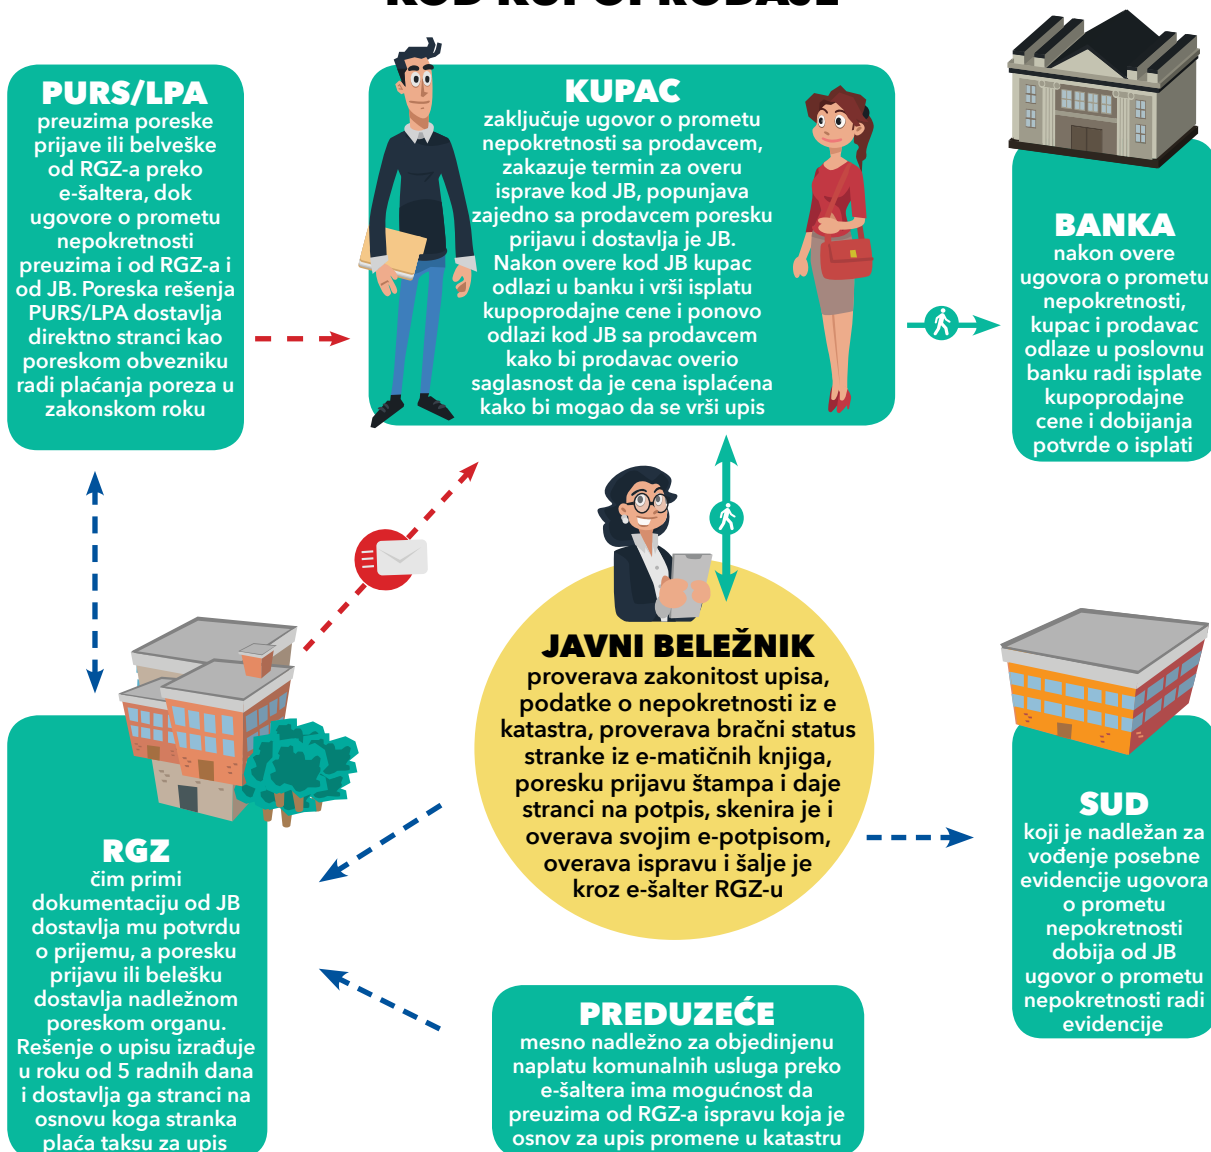 KOD KUPOPRODAJE
PURS/LPA
preuzima poreske
prijave ili belveške
od RGZ-a preko
e-šaltera, dok
ugovore o prometu
nepokretnosti
preuzima i od RGZ-a i
od JB. Poreska rešenja
PURS/LPA dostavlja
direktno stranci kao
poreskom obvezniku
radi plaćanja poreza u
zakonskom roku
KUPAC
zaključuje ugovor o prometu
nepokretnosti sa prodavcem,
zakazuje termin za overu
isprave kod JB, popunjava
zajedno sa prodavcem poresku
prijavu i dostavlja je JB.
Nakon overe kod JB kupac
odlazi u banku i vrši isplatu
kupoprodajne cene i ponovo
odlazi kod JB sa prodavcem
kako bi prodavac overio
saglasnost da je cena isplaćena
kako bi mogao da se vrši upis
BANKA
nakon overe
ugovora o prometu
nepokretnosti,
kupac i prodavac
odlaze u poslovnu
banku radi isplate
kupoprodajne
cene i dobijanja
potvrde o isplati
JAVNI BELEŽNIK
proverava zakonitost upisa,
podatke o nepokretnosti iz e
katastra, proverava bračni status
stranke iz e-matičnih knjiga,
poresku prijavu štampa i daje
stranci na potpis, skenira je i
overava svojim e-potpisom,
overava ispravu i šalje je
kroz e-šalter RGZ-u
RGZ
čim primi
dokumentaciju od JB
dostavlja mu potvrdu
o prijemu, a poresku
prijavu ili belešku
dostavlja nadležnom
poreskom organu.
Rešenje o upisu izrađuje
u roku od 5 radnih dana
i dostavlja ga stranci na
osnovu koga stranka
plaća taksu za upis
SUD
koji je nadležan za
vođenje posebne
evidencije ugovora
o prometu
nepokretnosti
dobija od JB
ugovor o prometu
nepokretnosti radi
evidencije
PREDUZEĆE
mesno nadležno za objedinjenu
naplatu komunalnih usluga preko
e-šaltera ima mogućnost da
preuzima od RGZ-a ispravu koja je
osnov za upis promene u katastru